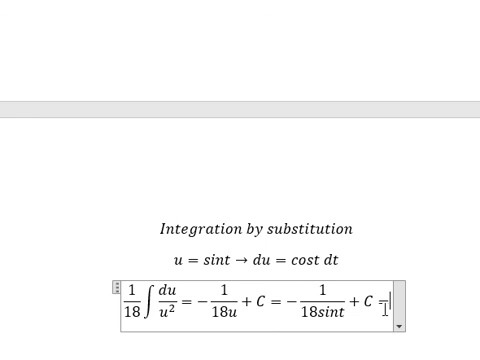 Integration by substitution
u = sint → du = cost dt
1/18 ∫ du/u² = − 1/18u + C = − 1/18sint + C =